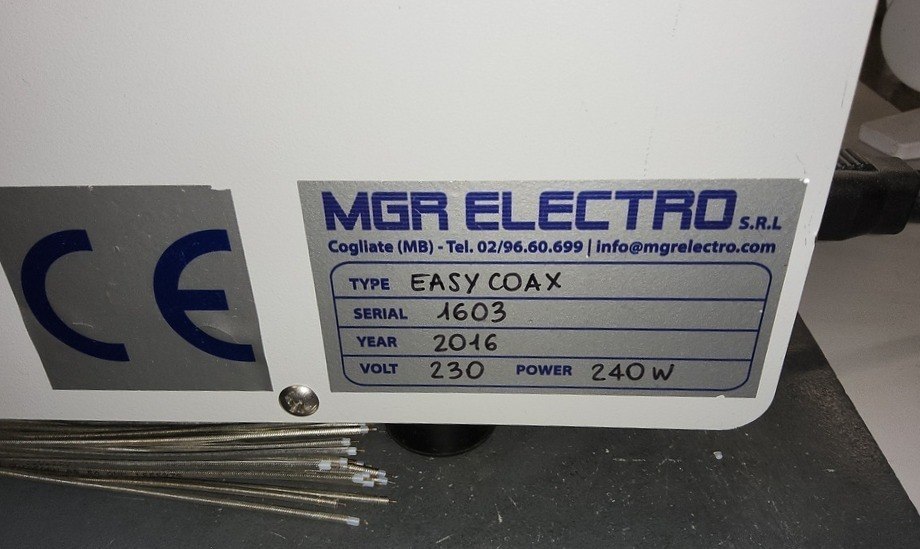 CE
MGR ELECTRO S.R.L
Cogliate (MB) - Tel. 02/96.60.699 | info@mgrelectro.com
TYPE EASY COAX
SERIAL 1603
YEAR 2016
VOLT 230 POWER 240 W